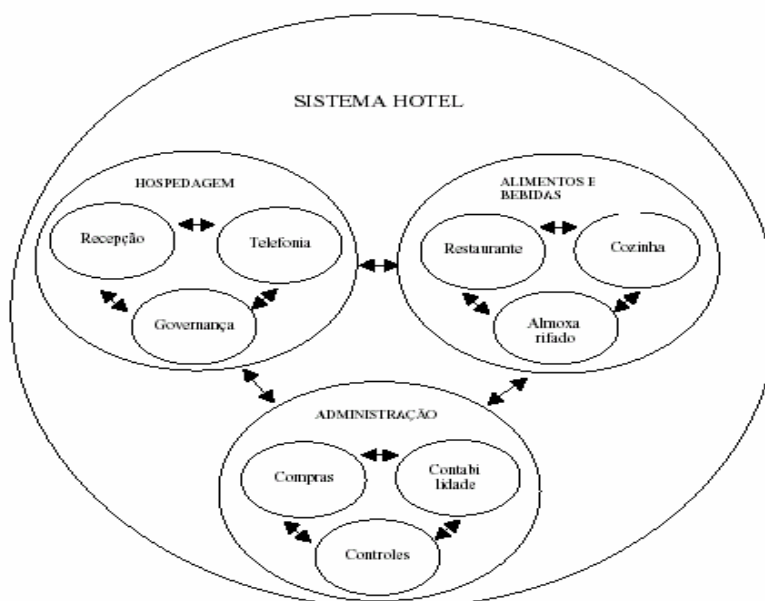 SISTEMA HOTEL
HOSPEDAGEM
Recepção
Telefonia
Governança
ALIMENTOS E
BEBIDAS
Restaurante
Cozinha
Almoxa
rifado
ADMINISTRAÇÃO
Compras
Contabi
lidade
Controles